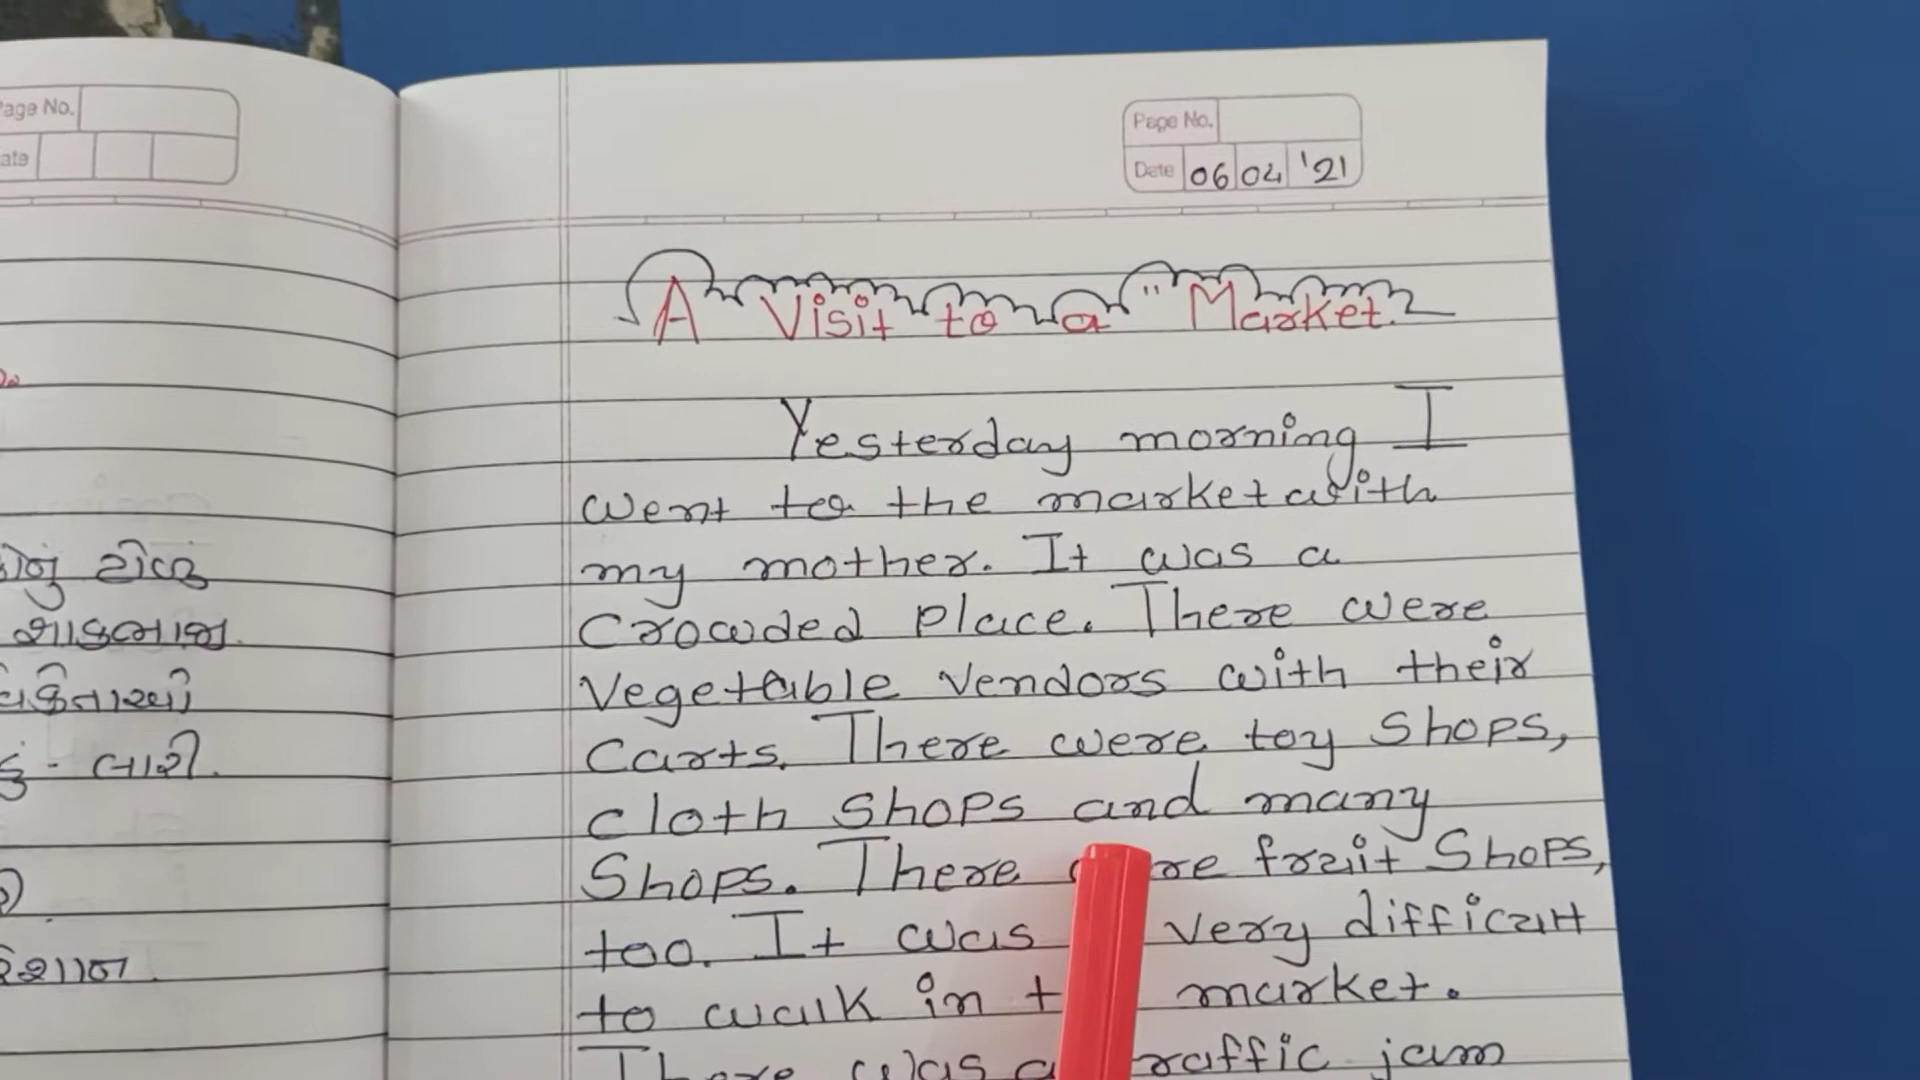 Page No.
Date
શાકભાજી
બારી.
Page No.
Date 06 04 '21
A Visit to a "Market."
Yesterday morning I
went to the market with
my mother. It was a
Crowded Place. There were
Vegetable Vendors with their
Carts. There were toy Shops,
cloth Shops and many
Shops. There fruit Shops,
too. It was very difficult
to walk in market.
There was jam